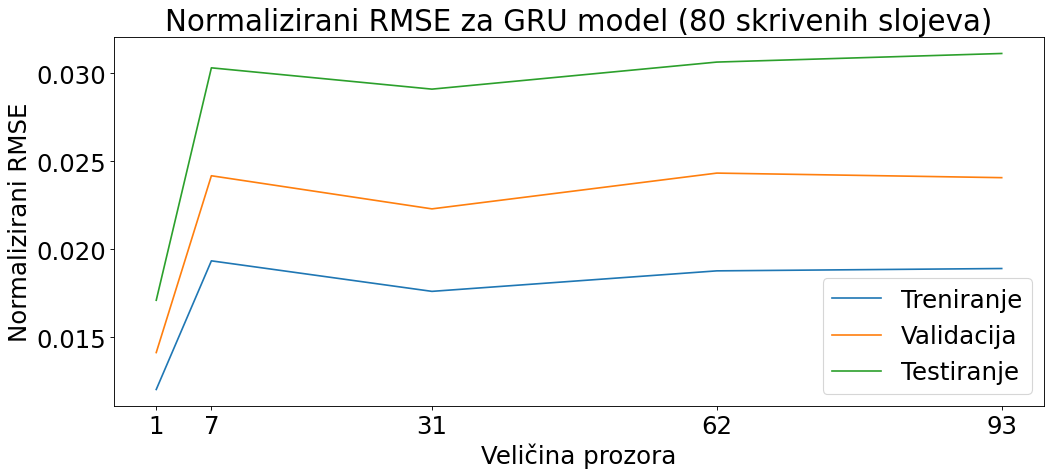 Normalizirani RMSE za GRU model (80 skrivenih slojeva)
Normalizirani RMSE
0.030
0.025
0.020
0.015
Treniranje
Validacija
Testiranje
1 7 31 62 93
Veličina prozora